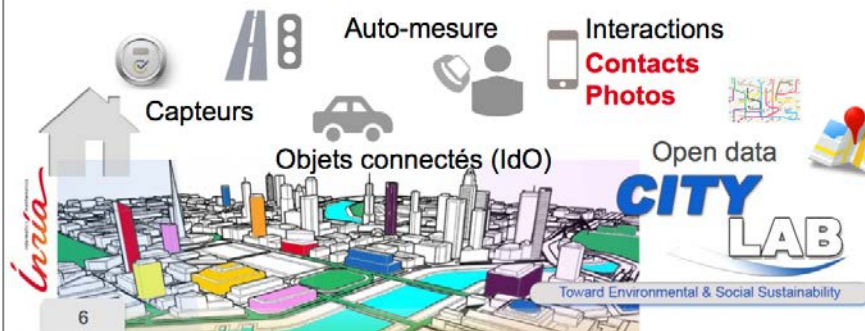 Auto-mesure
Interactions
Contacts
Photos
Capteurs
Objets connectés (IdO)
Open data
CITY
LAB
Toward Environmental & Social Sustainability
Inria
6